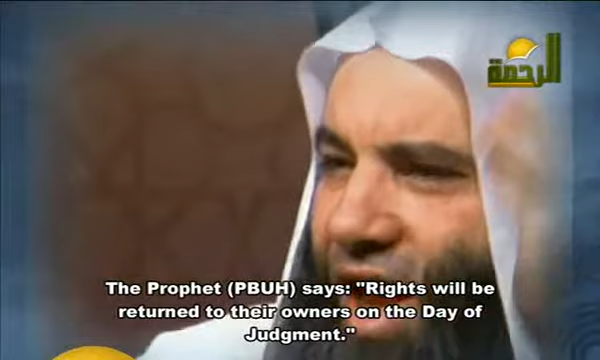 الرحمة
The Prophet (PBUH) says: "Rights will be
returned to their owners on the Day of
Judgment."